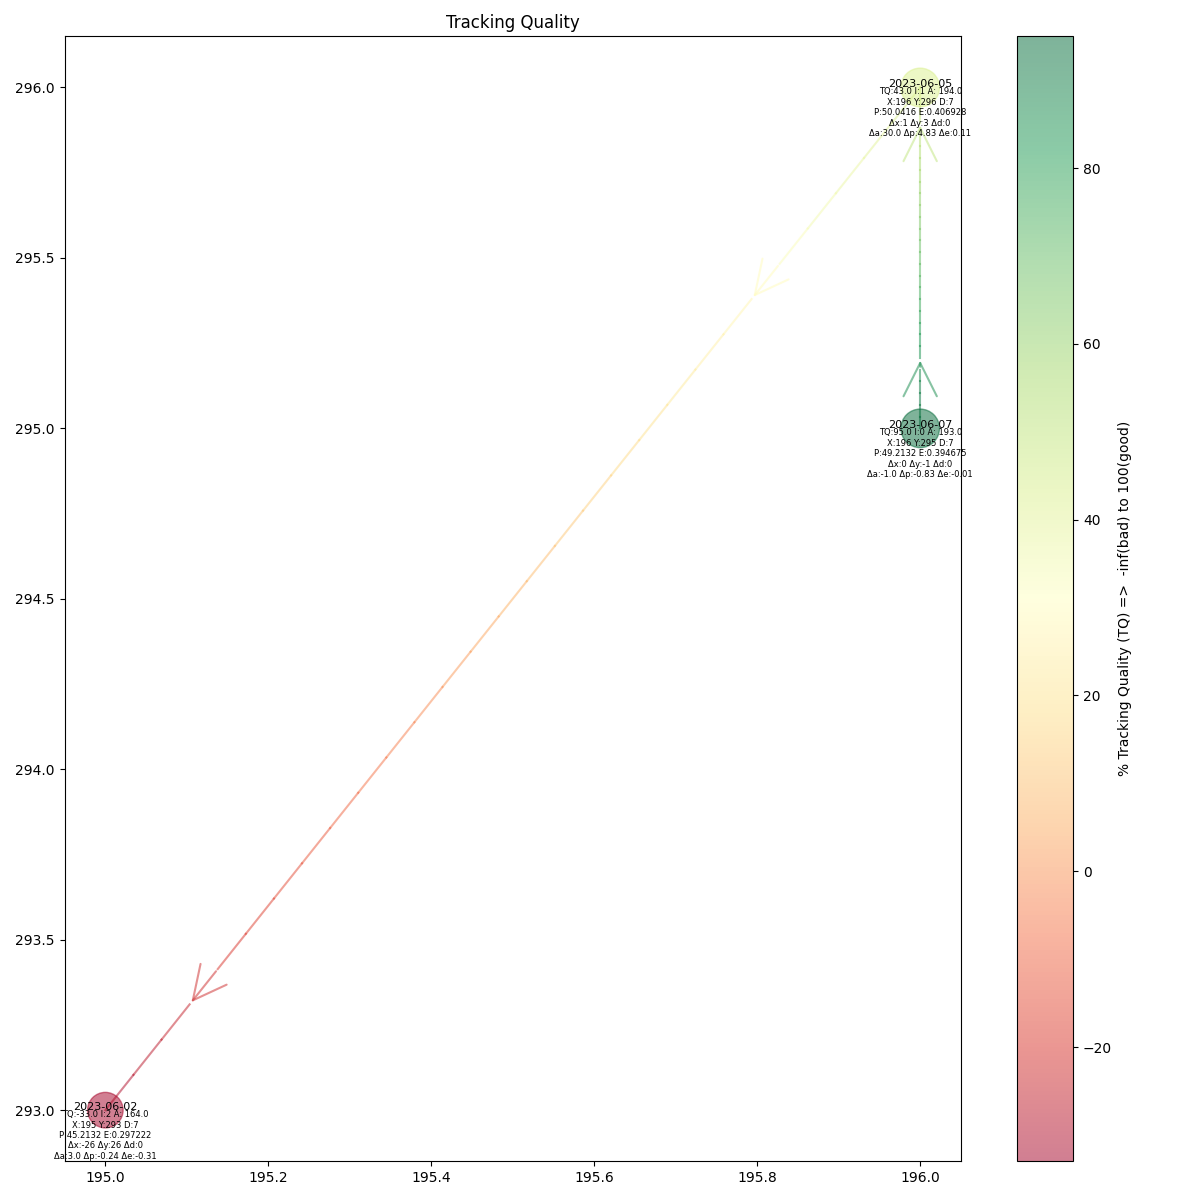 Tracking Quality
296.0
295.5
295.0
294.5
294.0
293.5
293.0
195.0
195.2
195.4
195.6
195.8
196.0
2023-06-05
TQ:43.0 I:1 A: 194.0
X:196 Y:296 D:7
P:50.0416 E:0.406928
Δx:1 Δy:3 Δd:0
Δa:30.0 Δp:4.83 Δe:0.11
2023-06-07
TQ:95.0 I:0 A: 193.0
X:196 Y:295 D:7
P:49.2132 E:0.394675
Δx:0 Δy:-1 Δd:0
Δa:-1.0 Δp:-0.83 Δe:-0.01
2023-06-02
TQ:-33.0 I:2 A: 164.0
X:195 Y:293 D:7
P:45.2132 E:0.297222
Δx:-26 Δy:26 Δd:0
Δa:3.0 Δp:-0.24 Δe:-0.31
80
60
40
20
0
−20
% Tracking Quality (TQ) => -inf(bad) to 100(good)